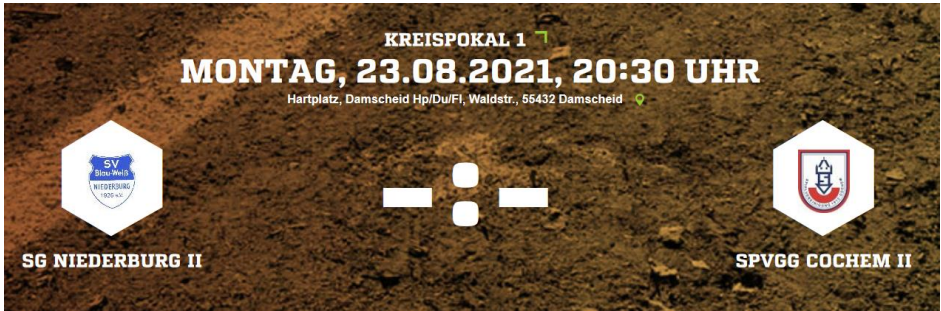 KREISPOKAL 1
MONTAG, 23.08.2021, 20:30 UHR
Hartplatz, Damscheid Hp/Du/Fl, Waldstr., 55432 Damscheid
SV
Blau-Weiß
NIEDERBURG
1926 e.V.
- : -
SG NIEDERBURG II
SPVGG COCHEM II